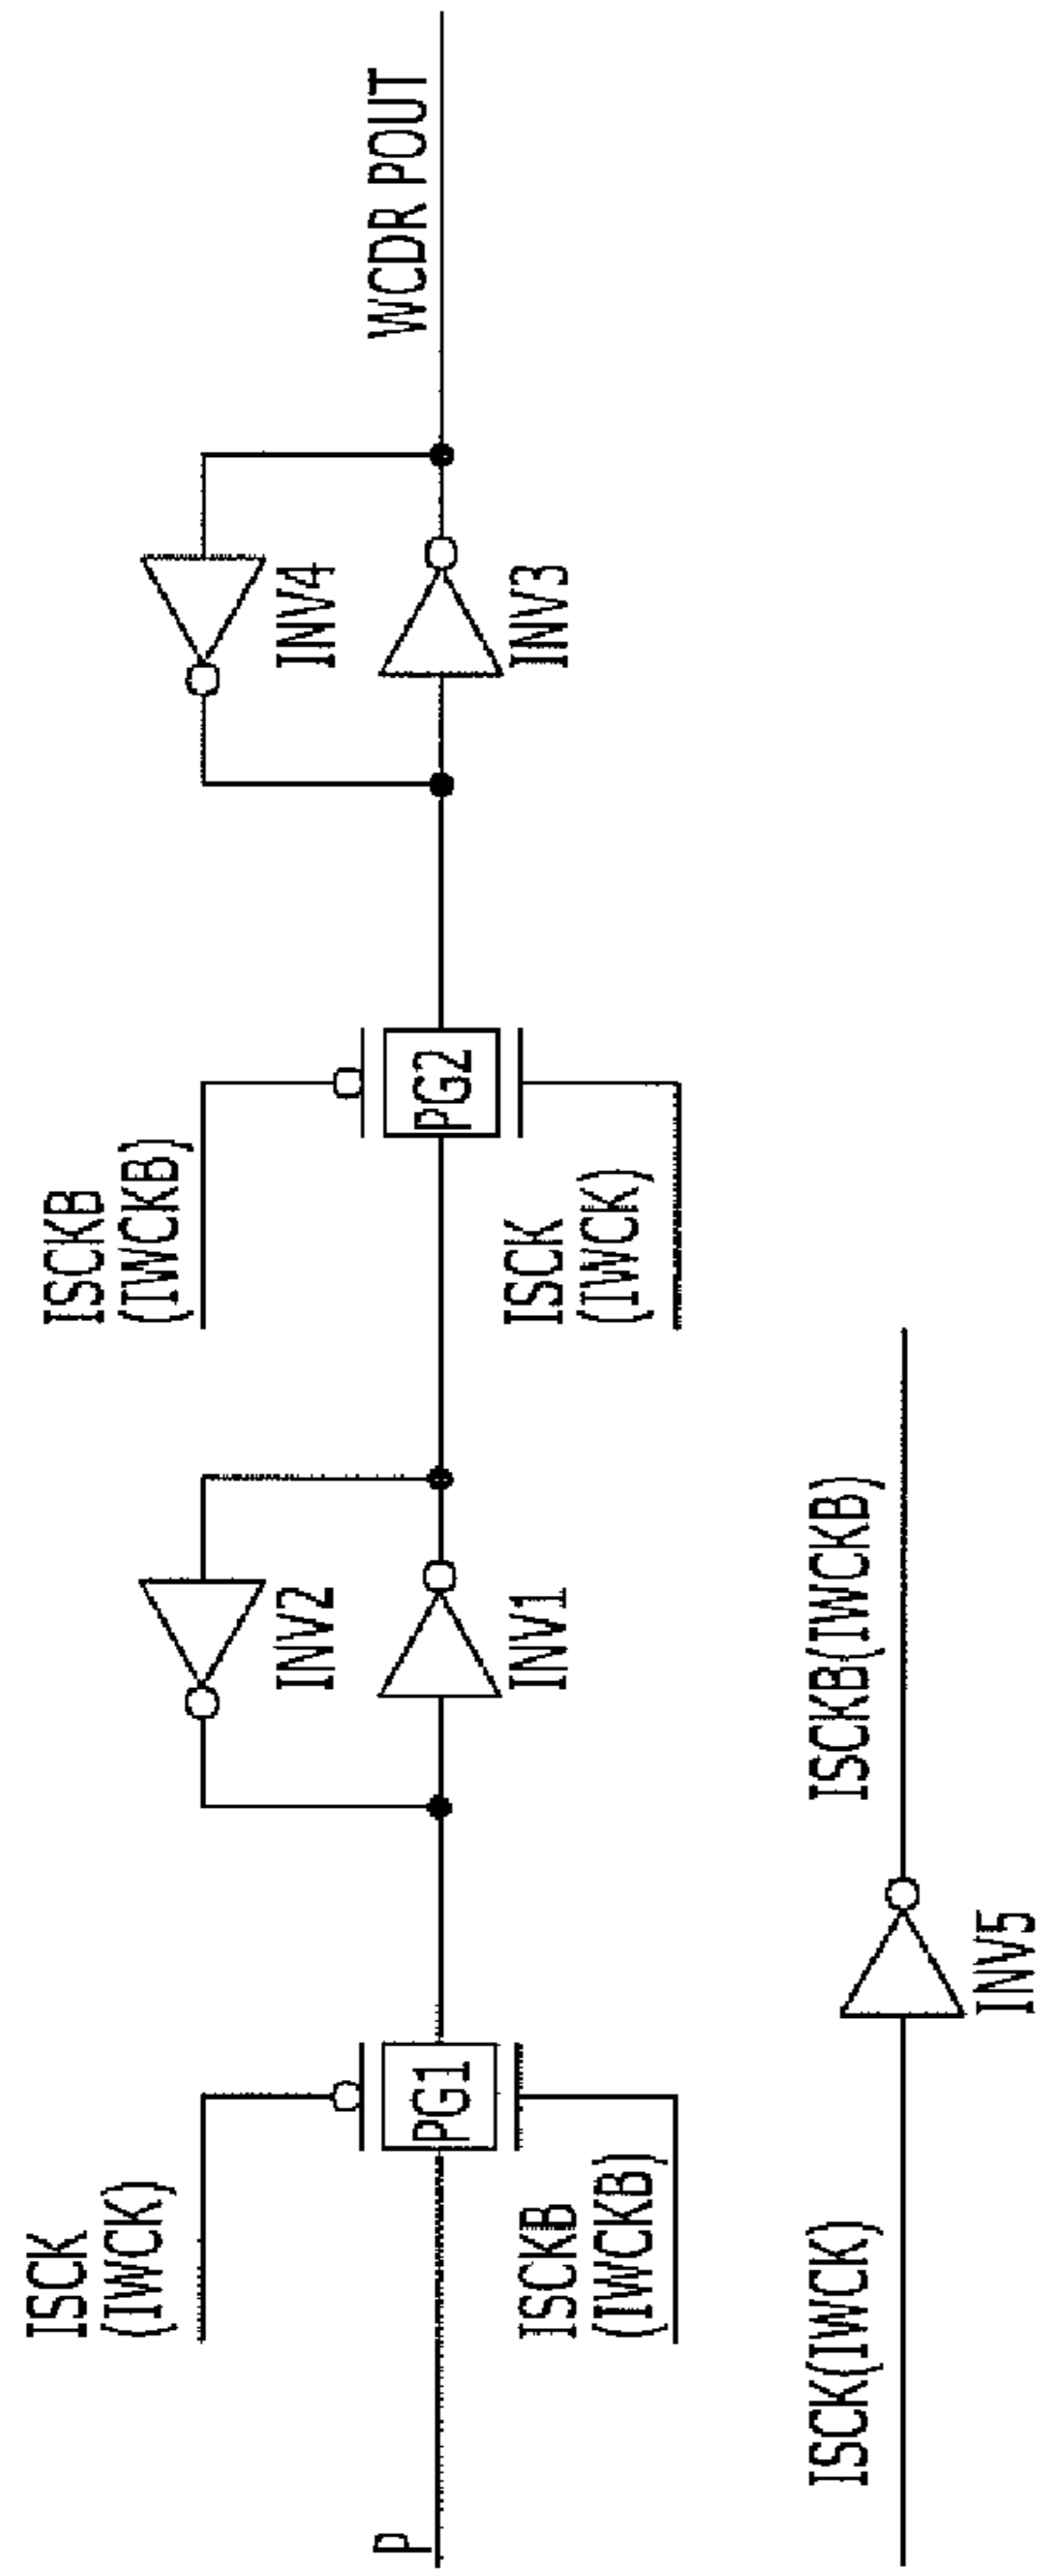 P
ISCK
(IWCK)
PG1
ISCKB
(IWCKB)
INV2
INV1
ISCKB
(IWCKB)
PG2
ISCK
(IWCK)
INV4
INV3
WCDR POUT
ISCK(IWCK)
INV5
ISCKB(IWCKB)